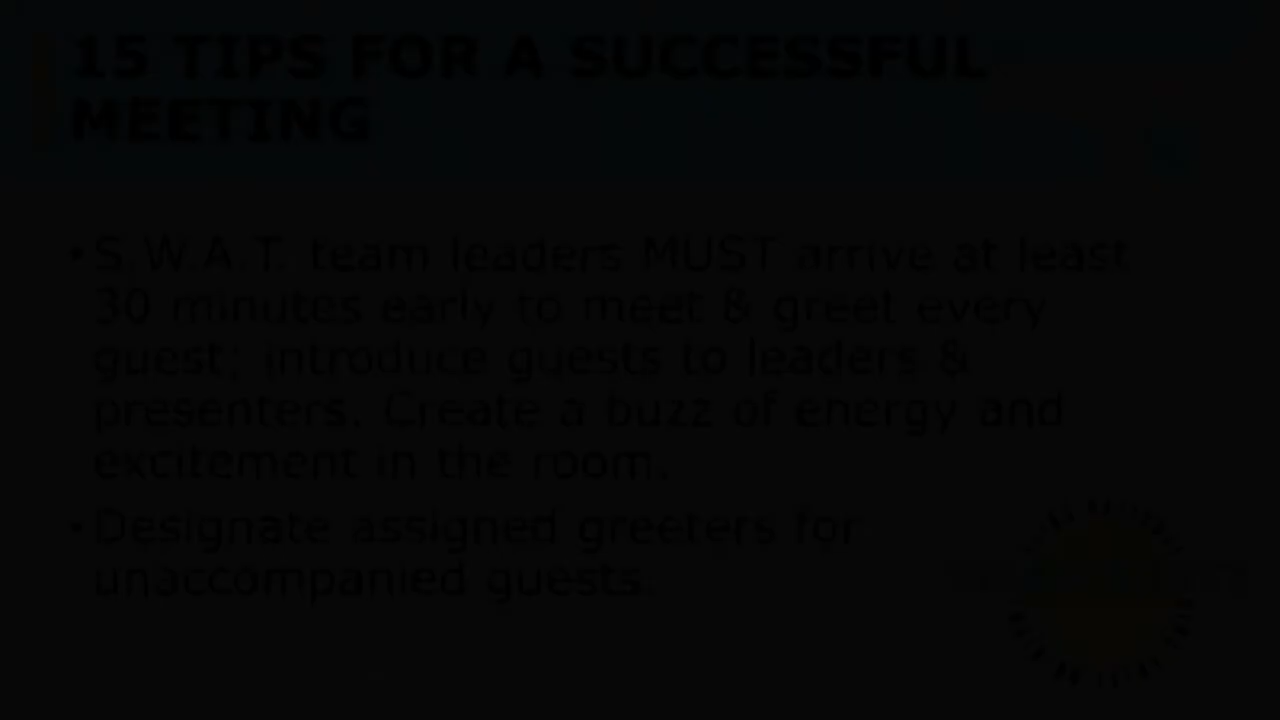 15 TIPS FOR A SUCCESSFUL
MEETING
• S.W.A.T. team leaders MUST arrive at least
30 minutes early to meet & greet every
guest; introduce guests to leaders &
presenters. Create a buzz of energy and
excitement in the room.
• Designate assigned greeters for
unaccompanied guests.